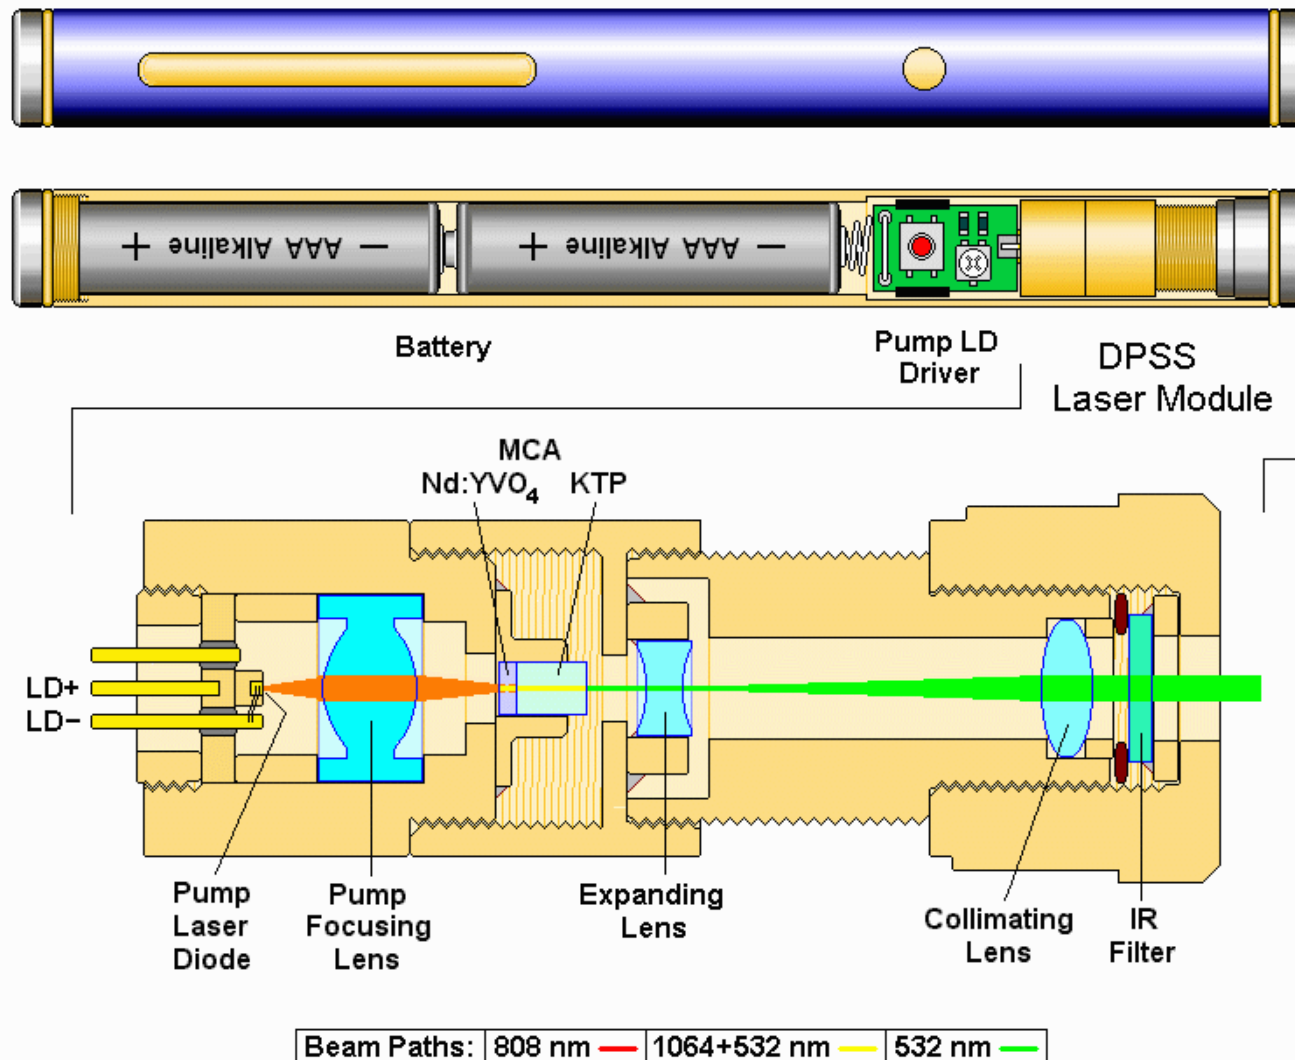 + AAA Alkaline −
+ AAA Alkaline −
Battery
Pump LD
Driver
DPSS
Laser Module
MCA
Nd:YVO₄ KTP
LD+
LD−
Pump
Laser
Diode
Pump
Focusing
Lens
Expanding
Lens
Collimating
Lens
IR
Filter
Beam Paths: 808 nm 1064+532 nm 532 nm